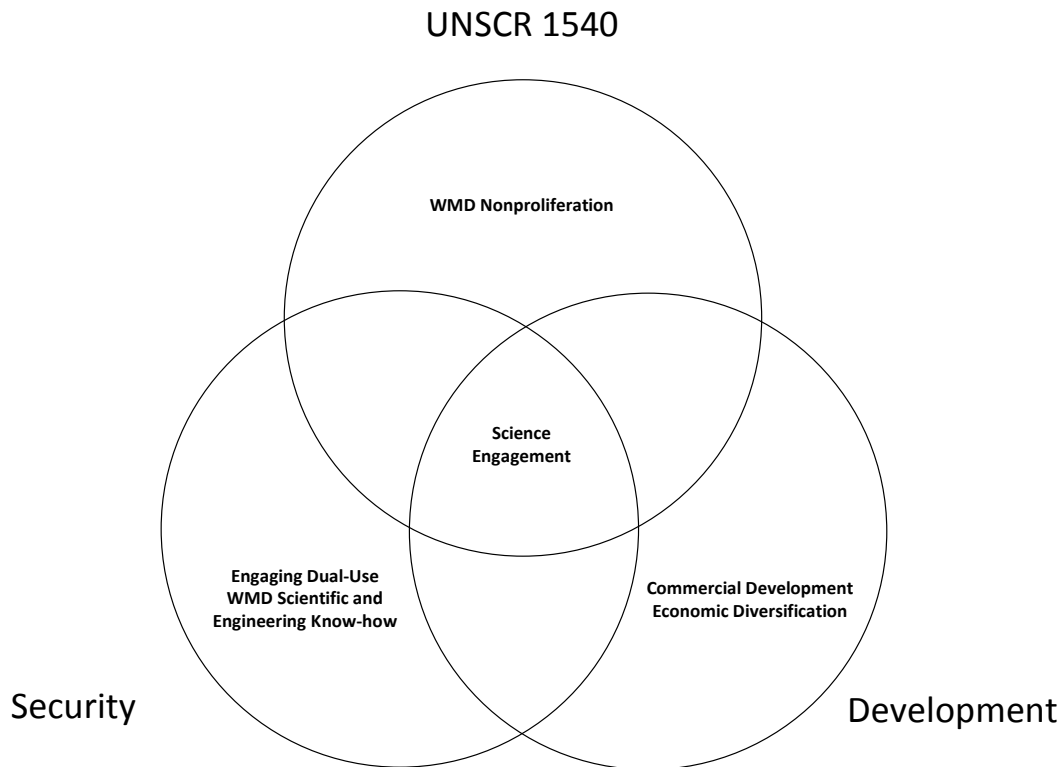 UNSCR 1540
WMD Nonproliferation
Science
Engagement
Engaging Dual-Use
WMD Scientific and
Engineering Know-how
Commercial Development
Economic Diversification
Security
Development